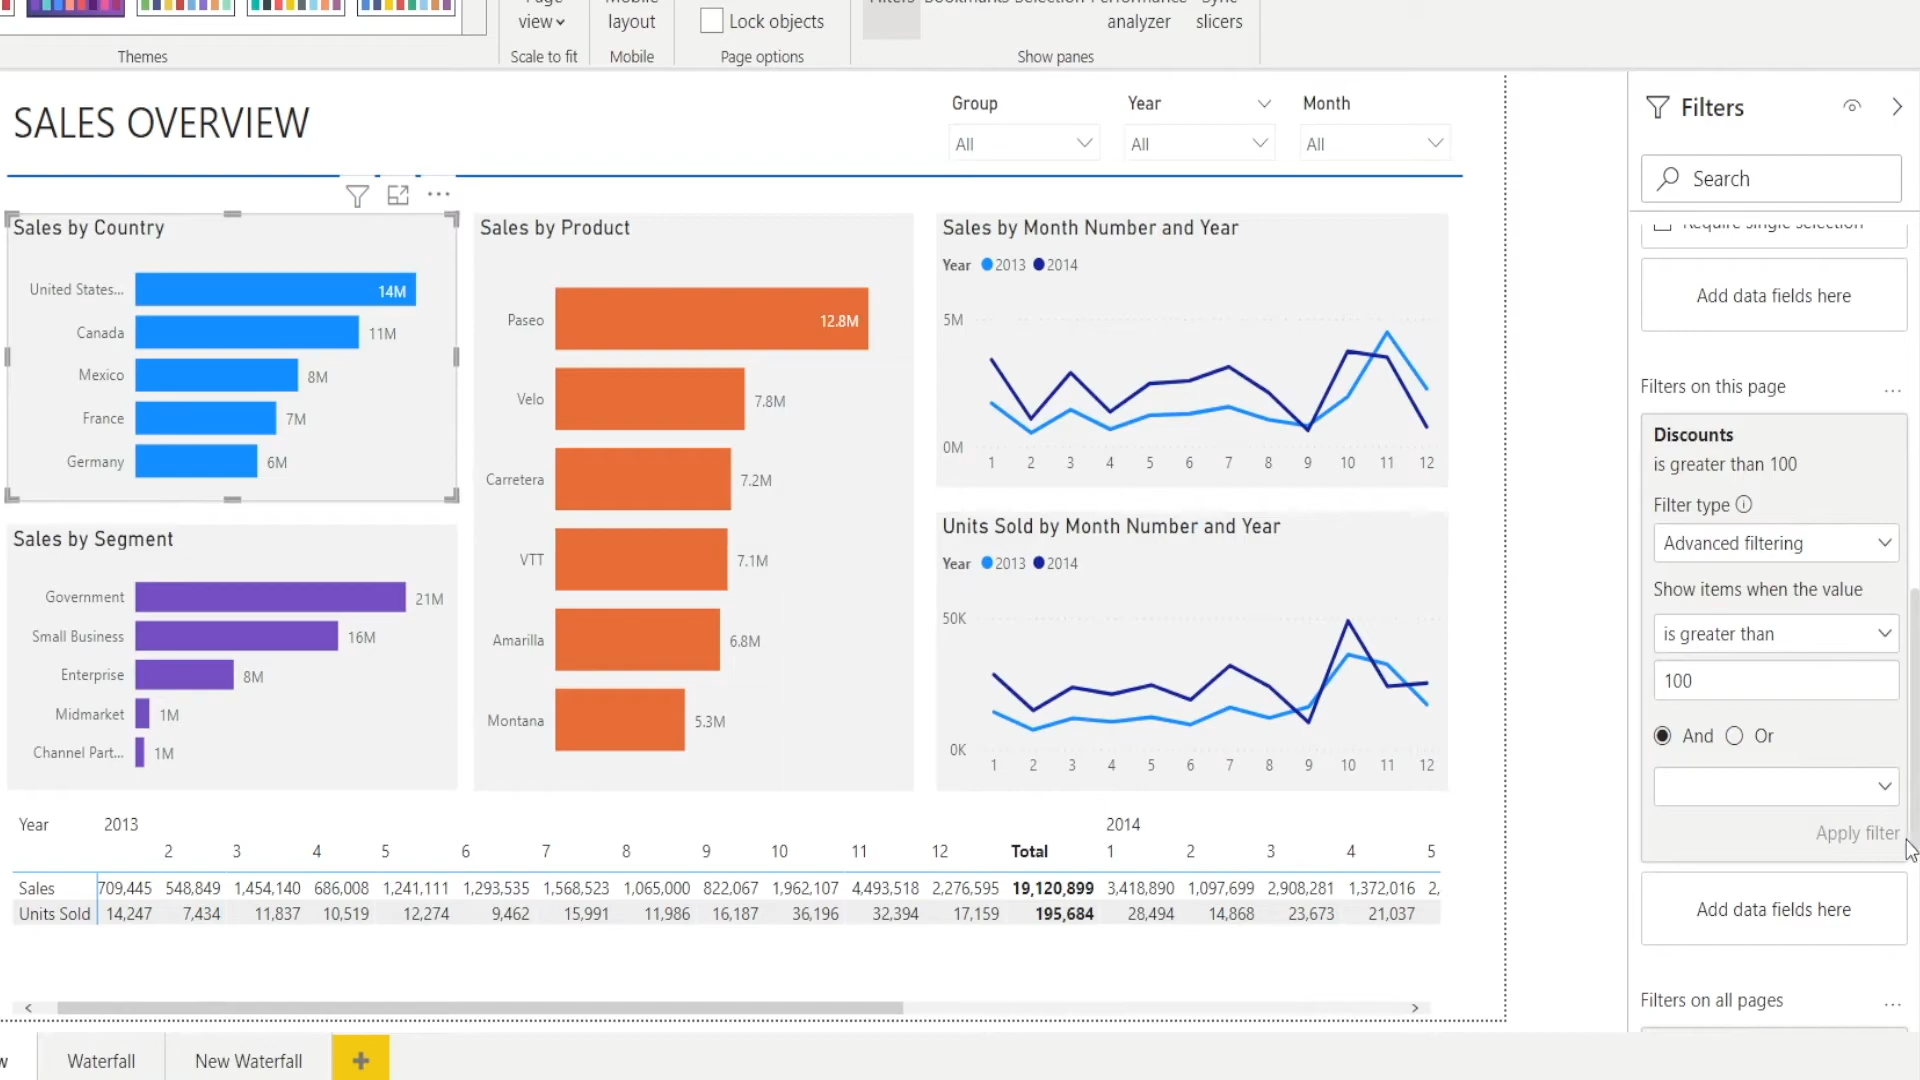 Page
view
Mobile
layout
Lock objects
Filters Bookmarks Selection Performance
analyzer
Sync
slicers
Themes
Scale to fit
Mobile
Page options
Show panes
SALES OVERVIEW
Group
All
Year
All
Month
All
Sales by Country
United States... 14M
Canada 11M
Mexico 8M
France 7M
Germany 6M
Sales by Segment
Government 21M
Small Business 16M
Enterprise 8M
Midmarket 1M
Channel Part... 1M
Sales by Product
Paseo 12.8M
Velo 7.8M
Carretera 7.2M
VTT 7.1M
Amarilla 6.8M
Montana 5.3M
Sales by Month Number and Year
Year 2013 2014
5M
0M
1 2 3 4 5 6 7 8 9 10 11 12
Units Sold by Month Number and Year
Year 2013 2014
50K
0K
1 2 3 4 5 6 7 8 9 10 11 12
Year 2013 2014
2 3 4 5 6 7 8 9 10 11 12 Total 1 2 3 4 5
Sales 709,445 548,849 1,454,140 686,008 1,241,111 1,293,535 1,568,523 1,065,000 822,067 1,962,107 4,493,518 2,276,595 19,120,899 3,418,890 1,097,699 2,908,281 1,372,016 2,
Units Sold 14,247 7,434 11,837 10,519 12,274 9,462 15,991 11,986 16,187 36,196 32,394 17,159 195,684 28,494 14,868 23,673 21,037
w
Waterfall
New Waterfall
+
Filters
Search
Require single selection
Add data fields here
Filters on this page ...
Discounts
is greater than 100
Filter type
Advanced filtering
Show items when the value
is greater than
100
And Or
Apply filter
Add data fields here
Filters on all pages ...